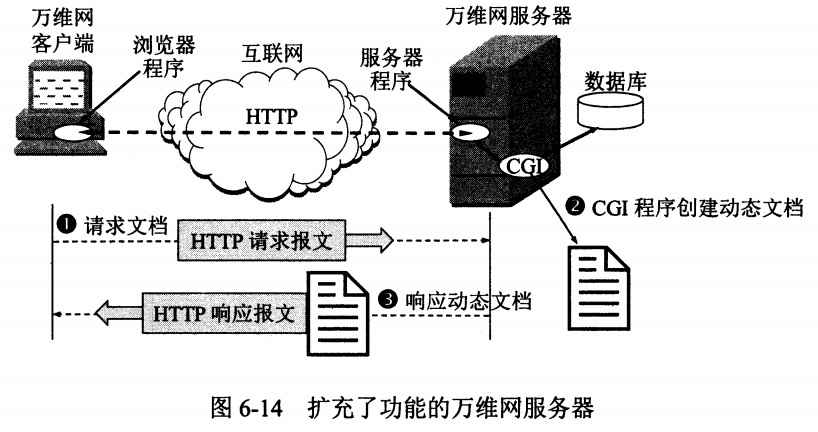 万维网
客户端
浏览器
程序
互联网
HTTP
服务器
程序
万维网服务器
数据库
CGI
❶ 请求文档
HTTP 请求报文
❷ CGI 程序创建动态文档
HTTP 响应报文
❸ 响应动态文档
图 6-14 扩充了功能的万维网服务器